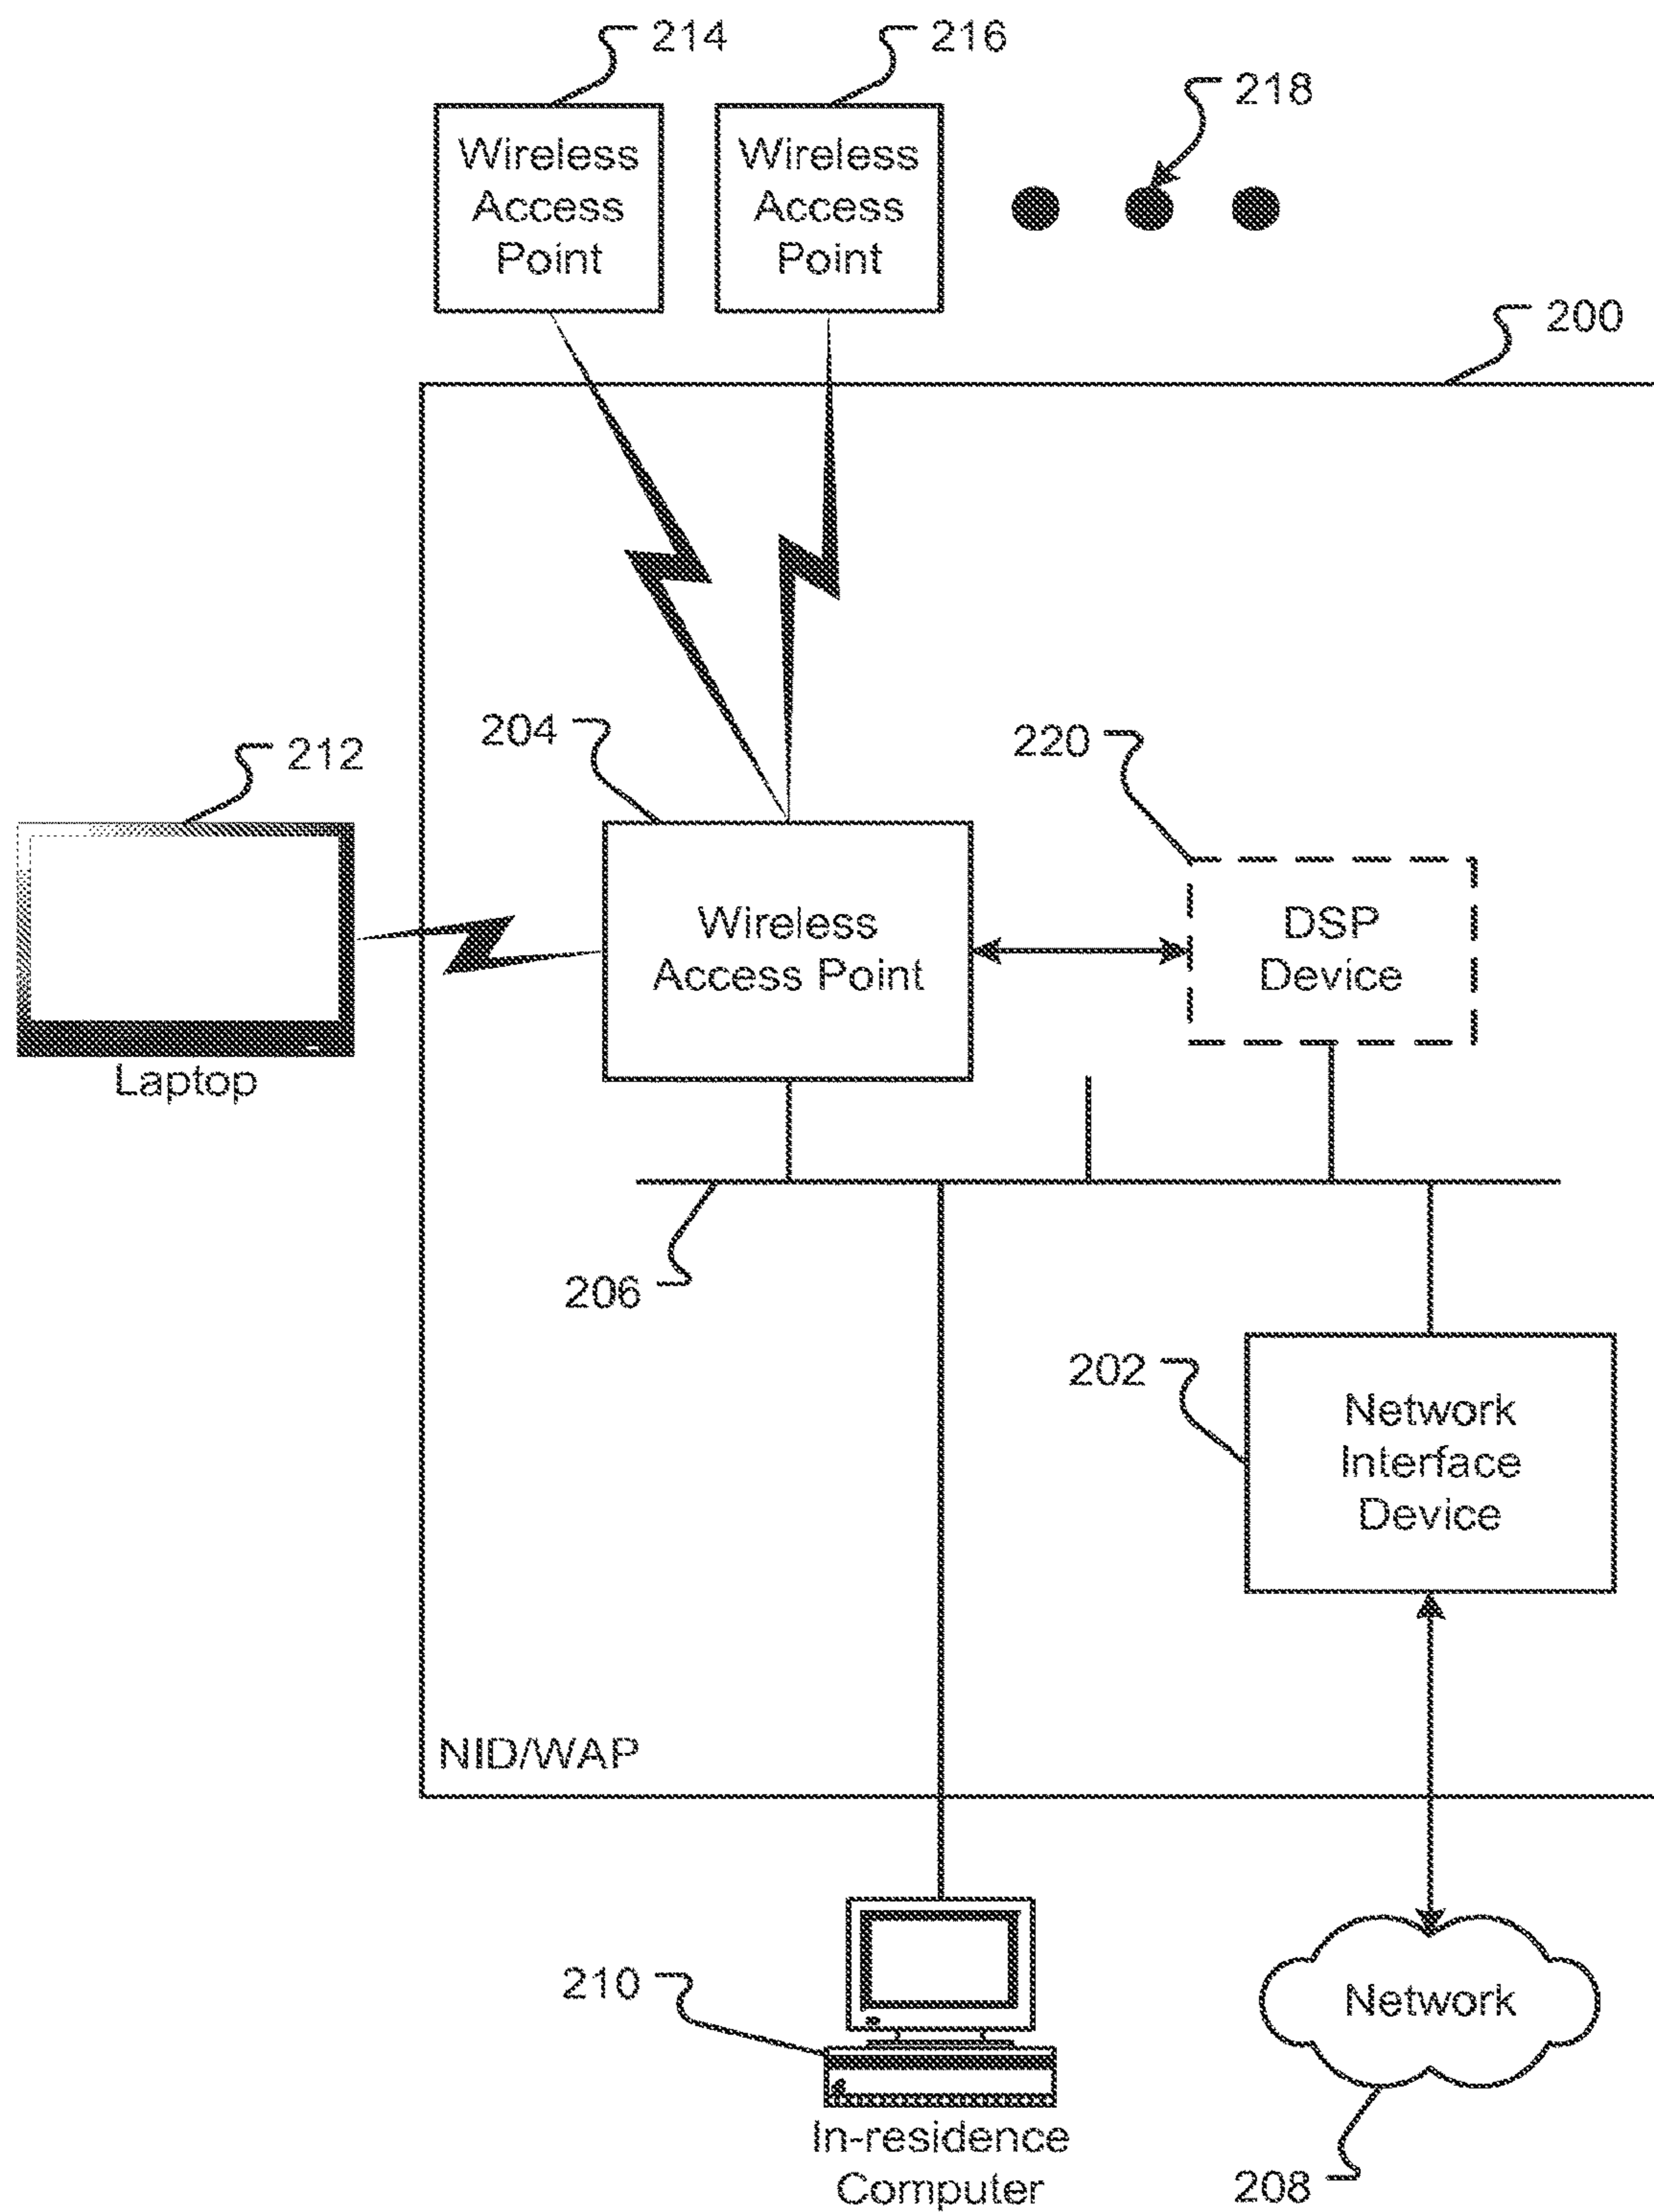 214
216
218
Wireless
Access
Point
Wireless
Access
Point
200
204
220
212
Wireless
Access Point
DSP
Device
Laptop
206
202
Network
Interface
Device
NID/WAP
210
Network
In-residence
Computer
208